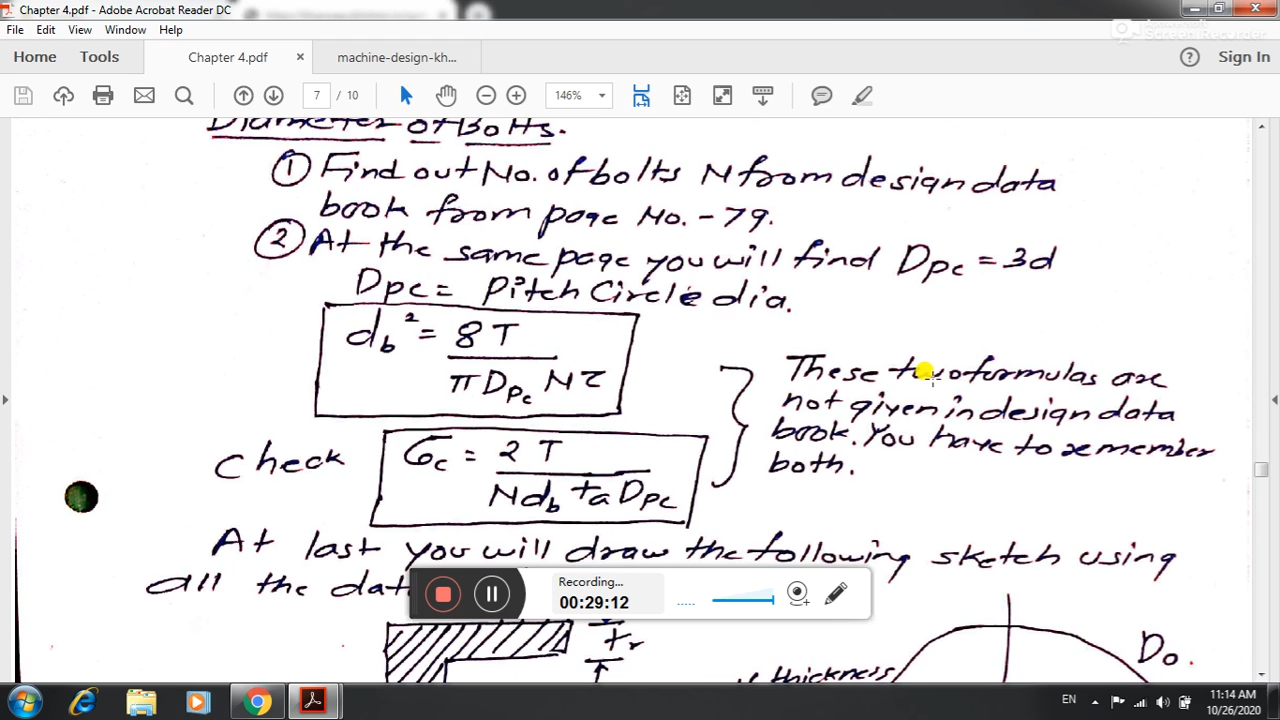 Chapter 4.pdf - Adobe Acrobat Reader DC
File Edit View Window Help
Home Tools Chapter 4.pdf × machine-design-kh... Sign In
7 / 10 146%
Diameter of Bolts.
① Find out No. of bolts N from design data
book from page No. - 79.
② At the same page you will find Dpc = 3d
Dpc = Pitch Circle dia.
db² = 8T / πDpc Nτ
These two formulas are
not given in design data
book. You have to remember
both.
Check σc = 2T / N db ta Dpc
At last you will draw the following sketch using
all the dat
Recording...
00:29:12
tr
thickness
Do.
EN
11:14 AM
10/26/2020